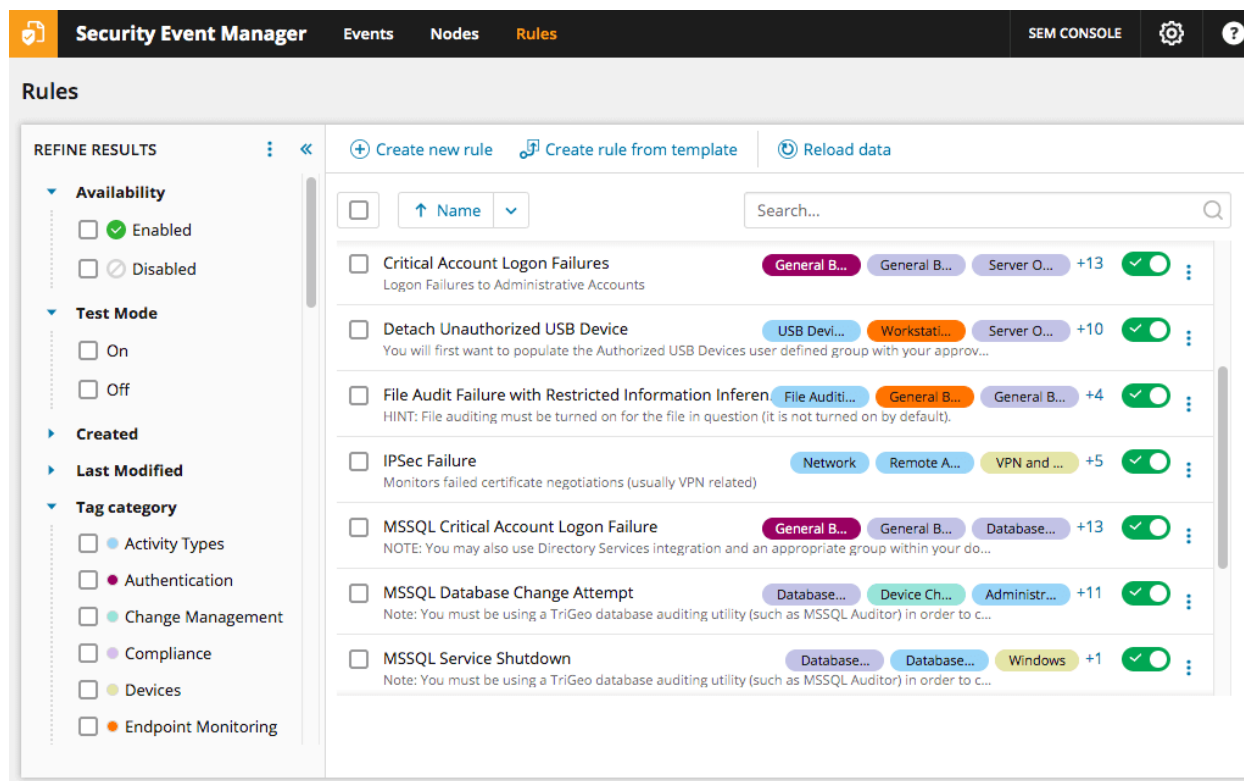 Security Event Manager Events Nodes Rules SEM CONSOLE ?
Rules
REFINE RESULTS
Availability
Enabled
Disabled
Test Mode
On
Off
Created
Last Modified
Tag category
Activity Types
Authentication
Change Management
Compliance
Devices
Endpoint Monitoring
Create new rule Create rule from template Reload data
Name Search...
Critical Account Logon Failures General B... General B... Server O... +13
Logon Failures to Administrative Accounts
Detach Unauthorized USB Device USB Devi... Workstati... Server O... +10
You will first want to populate the Authorized USB Devices user defined group with your approv...
File Audit Failure with Restricted Information Inferen. File Auditi... General B... General B... +4
HINT: File auditing must be turned on for the file in question (it is not turned on by default).
IPSec Failure Network Remote A... VPN and ... +5
Monitors failed certificate negotiations (usually VPN related)
MSSQL Critical Account Logon Failure General B... General B... Database... +13
NOTE: You may also use Directory Services integration and an appropriate group within your do...
MSSQL Database Change Attempt Database... Device Ch... Administr... +11
Note: You must be using a TriGeo database auditing utility (such as MSSQL Auditor) in order to c...
MSSQL Service Shutdown Database... Database... Windows +1
Note: You must be using a TriGeo database auditing utility (such as MSSQL Auditor) in order to c...